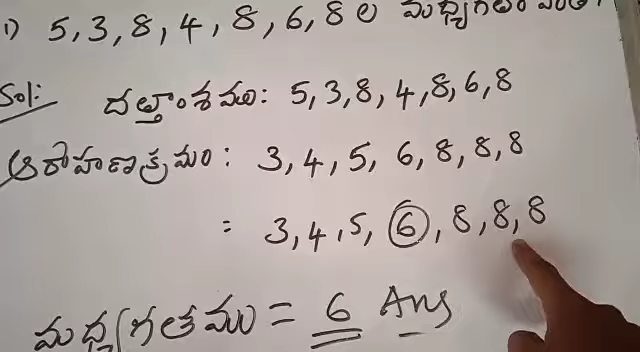 1) 5, 3, 8, 4, 8, 6, 8 ల మధ్యగతం
Sol: దత్తాంశము: 5, 3, 8, 4, 8, 6, 8
ఆరోహణక్రమం: 3, 4, 5, 6, 8, 8, 8
= 3, 4, 5, 6, 8, 8, 8
మధ్యగతము = 6 Ans